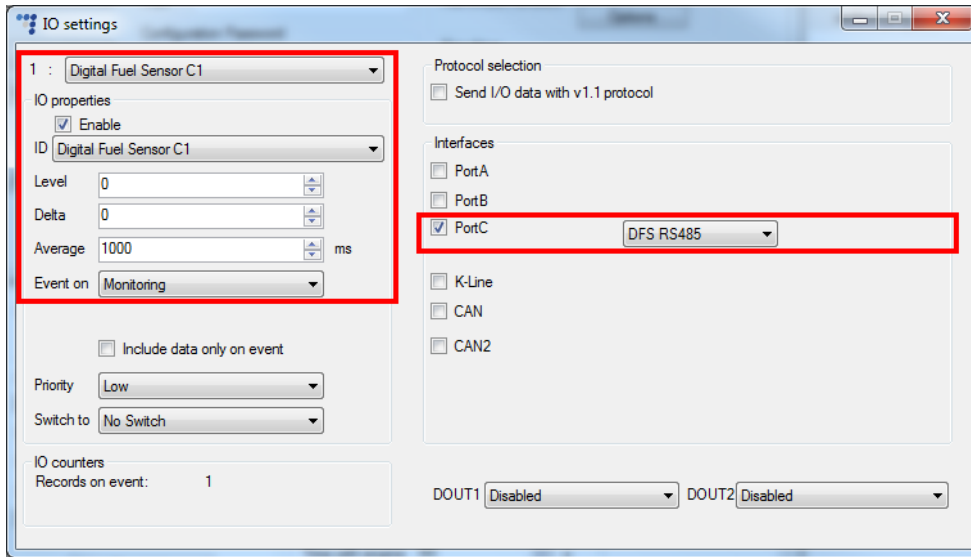 IO settings
1 : Digital Fuel Sensor C1
IO properties
Enable
ID Digital Fuel Sensor C1
Level 0
Delta 0
Average 1000 ms
Event on Monitoring
Include data only on event
Priority Low
Switch to No Switch
IO counters
Records on event: 1
Protocol selection
Send I/O data with v1.1 protocol
Interfaces
PortA
PortB
PortC DFS RS485
K-Line
CAN
CAN2
DOUT1 Disabled DOUT2 Disabled